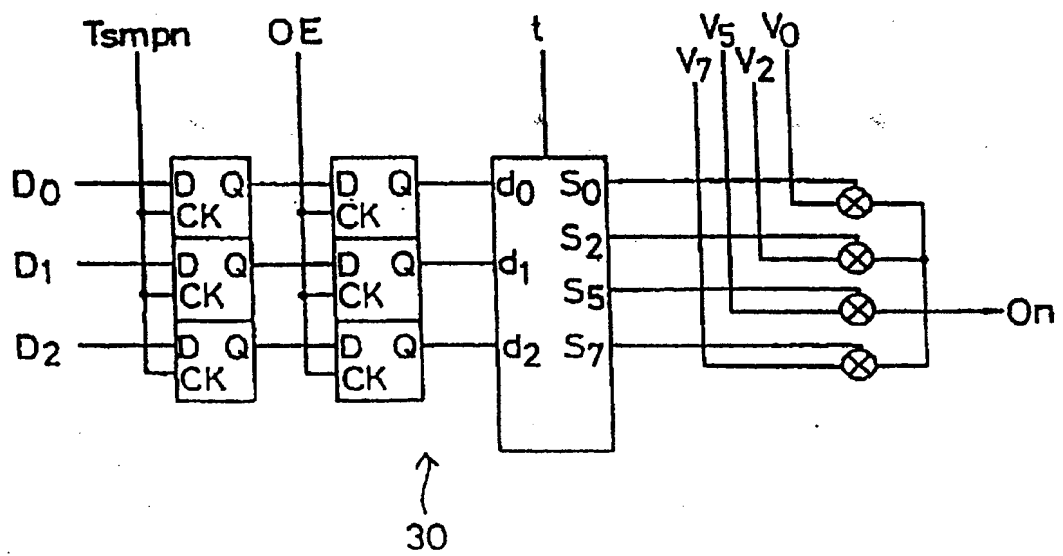 Tsmpn OE t V7 V5 V2 V0
D0 D Q D Q d0 S0
CK CK
S2
D1 D Q D Q d1
CK CK S5
On
D2 D Q D Q d2 S7
CK CK
30